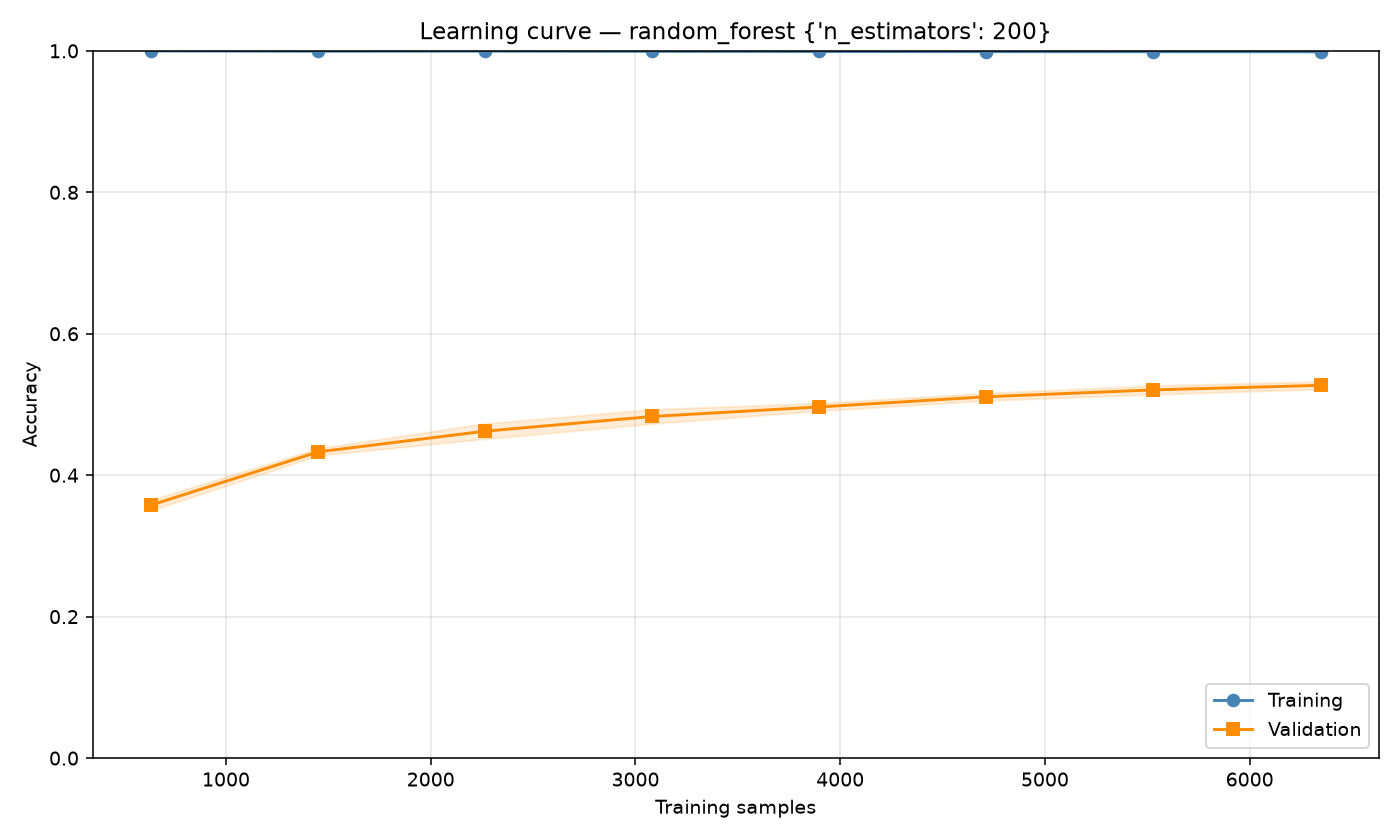 Learning curve — random_forest {'n_estimators': 200}
1.0
0.8
0.6
0.4
0.2
0.0
Accuracy
1000 2000 3000 4000 5000 6000
Training samples
Training
Validation